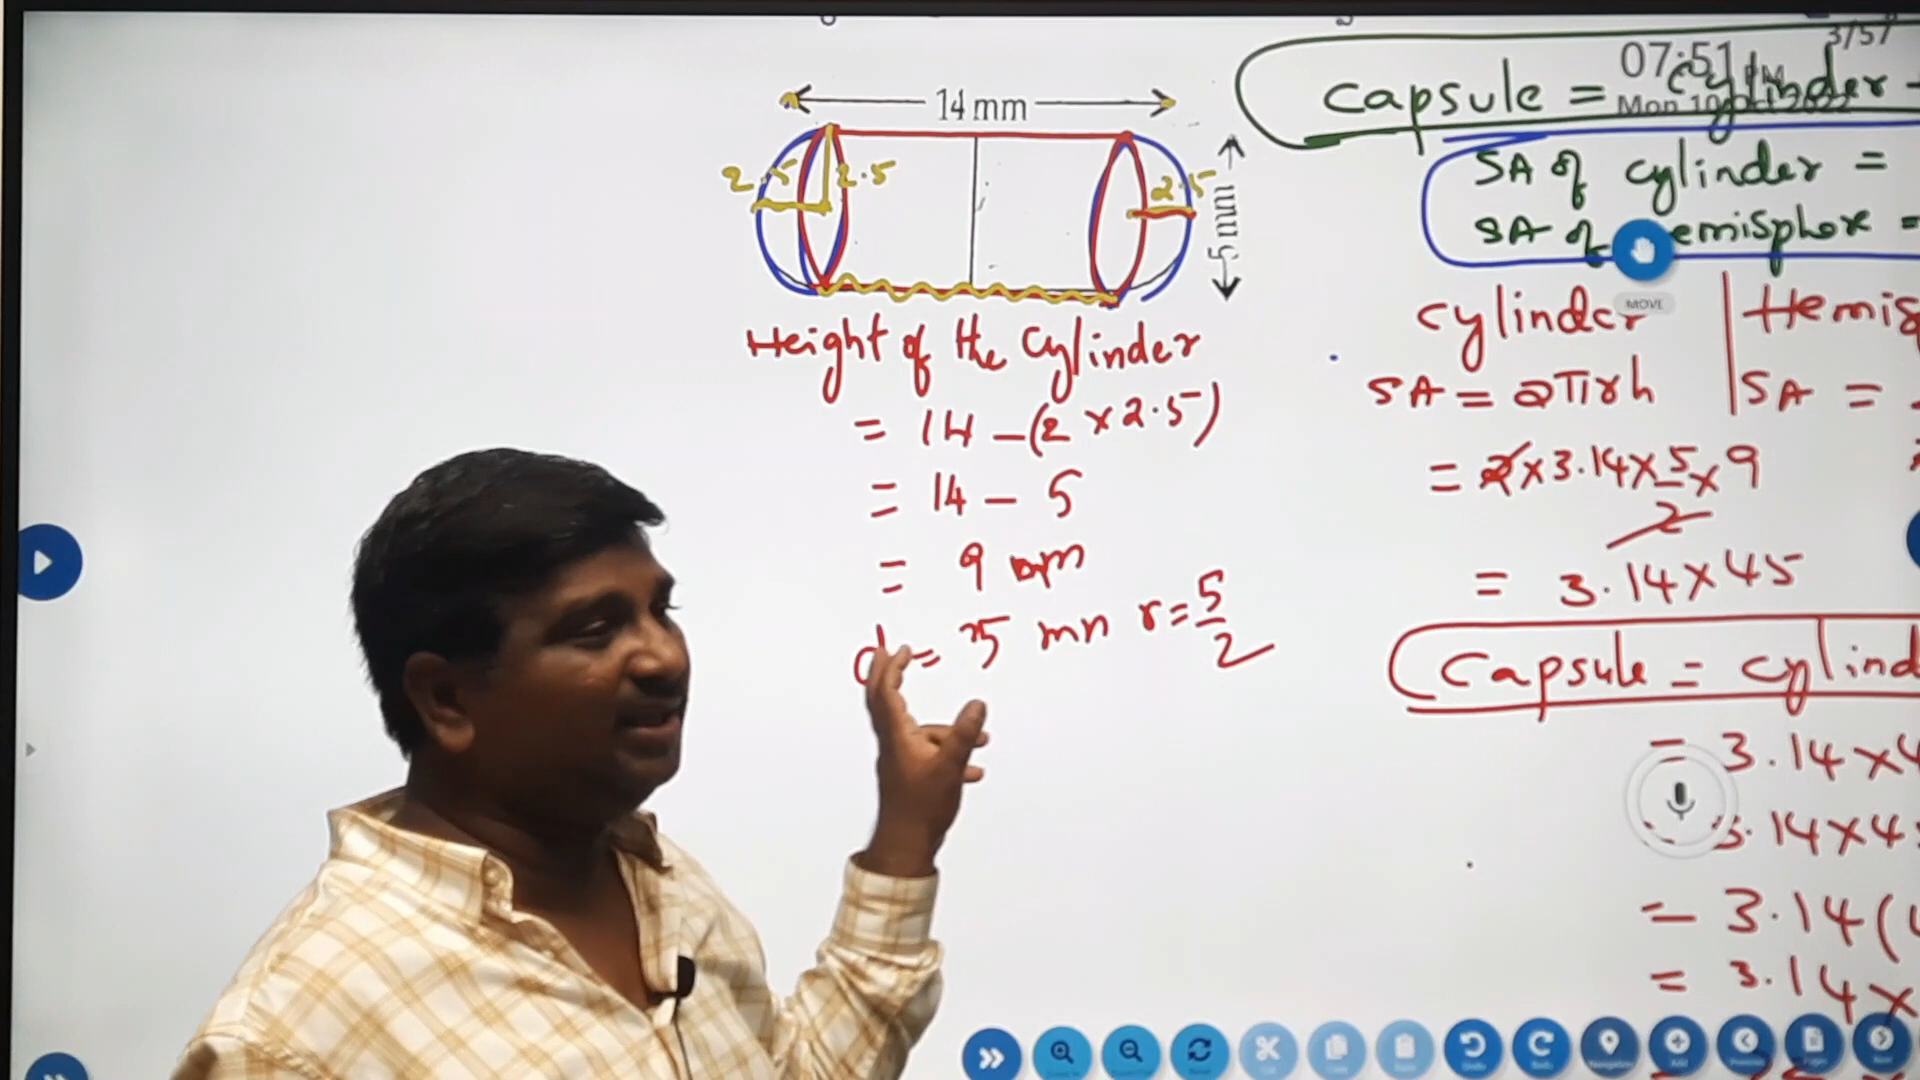 14 mm
2.5
2.5
2.5
5 mm
Height of the Cylinder
= 14 – (2 × 2.5)
= 14 – 5
= 9 mm
d = 5 mm r = 5/2
3/57
07:51 PM
Mon 10
Capsule = Cylinder +
SA of cylinder =
SA of Hemisphere =
MOVE
Cylinder | Hemis
SA = 2πrh | SA =
= 2 × 3.14 × 5/2 × 9
= 3.14 × 45
Capsule = Cylind
= 3.14 × 4
= 3.14 × 4
= 3.14 (
= 3.14 ×